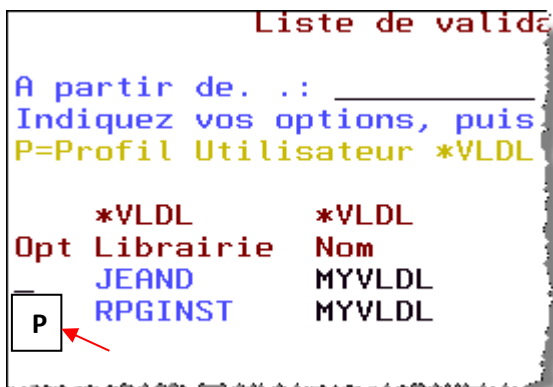 Liste de valida
A partir de. .: ____________
Indiquez vos options, puis
P=Profil Utilisateur *VLDL
*VLDL *VLDL
Opt Librairie Nom
_ JEAND MYVLDL
P RPGINST MYVLDL